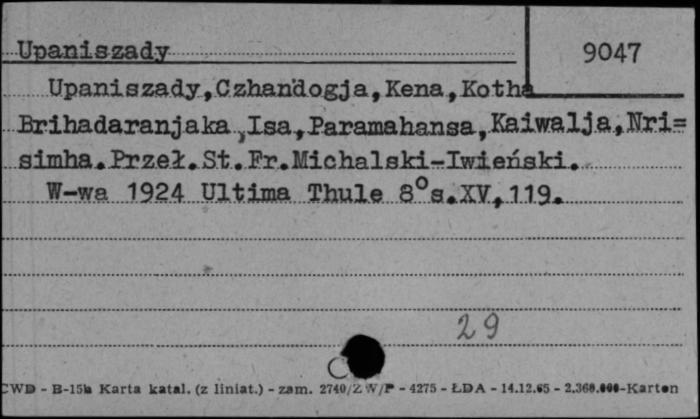 Upaniszady
9047
Upaniszady,Czhandogja,Kena,Kotha
Brihadaranjaka,Isa,Paramahansa,Kaiwalja,Nri=
simha.Przeł.St.Fr.Michalski-Iwieński.
W-wa 1924 Ultima Thule 8°s.XV,119.
29
CWD - B-15b Karta katal. (z liniat.) - zam. 2740/Z W/P - 4275 - ŁDA - 14.12.65 - 2.360.000-Karton